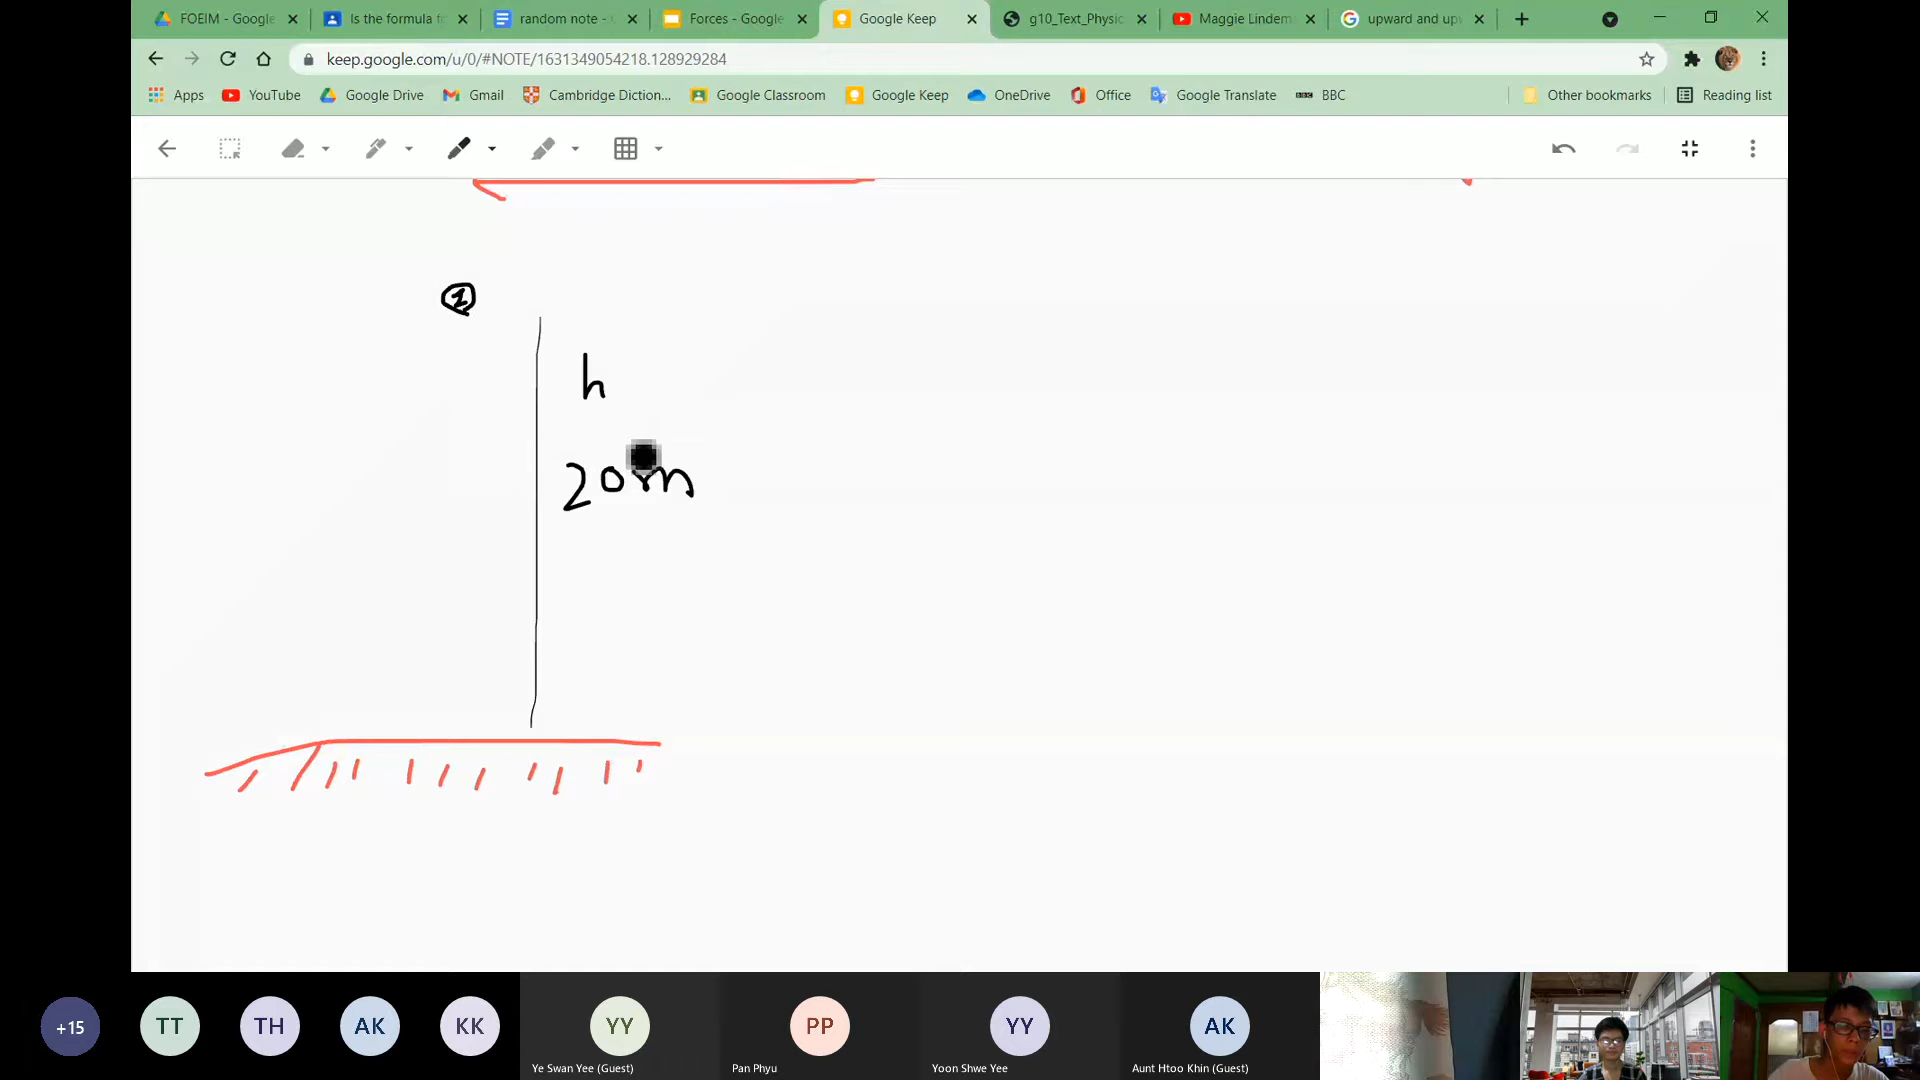 FOEIM - Google
Is the formula fo
random note -
Forces - Google
Google Keep
g10_Text_Physic
Maggie Lindem
upward and up
keep.google.com/u/0/#NOTE/1631349054218.128929284
Apps
YouTube
Google Drive
Gmail
Cambridge Diction...
Google Classroom
Google Keep
OneDrive
Office
Google Translate
BBC
Other bookmarks
Reading list
h
20m
+15
TT
TH
AK
KK
YY
PP
YY
AK
Ye Swan Yee (Guest)
Pan Phyu
Yoon Shwe Yee
Aunt Htoo Khin (Guest)